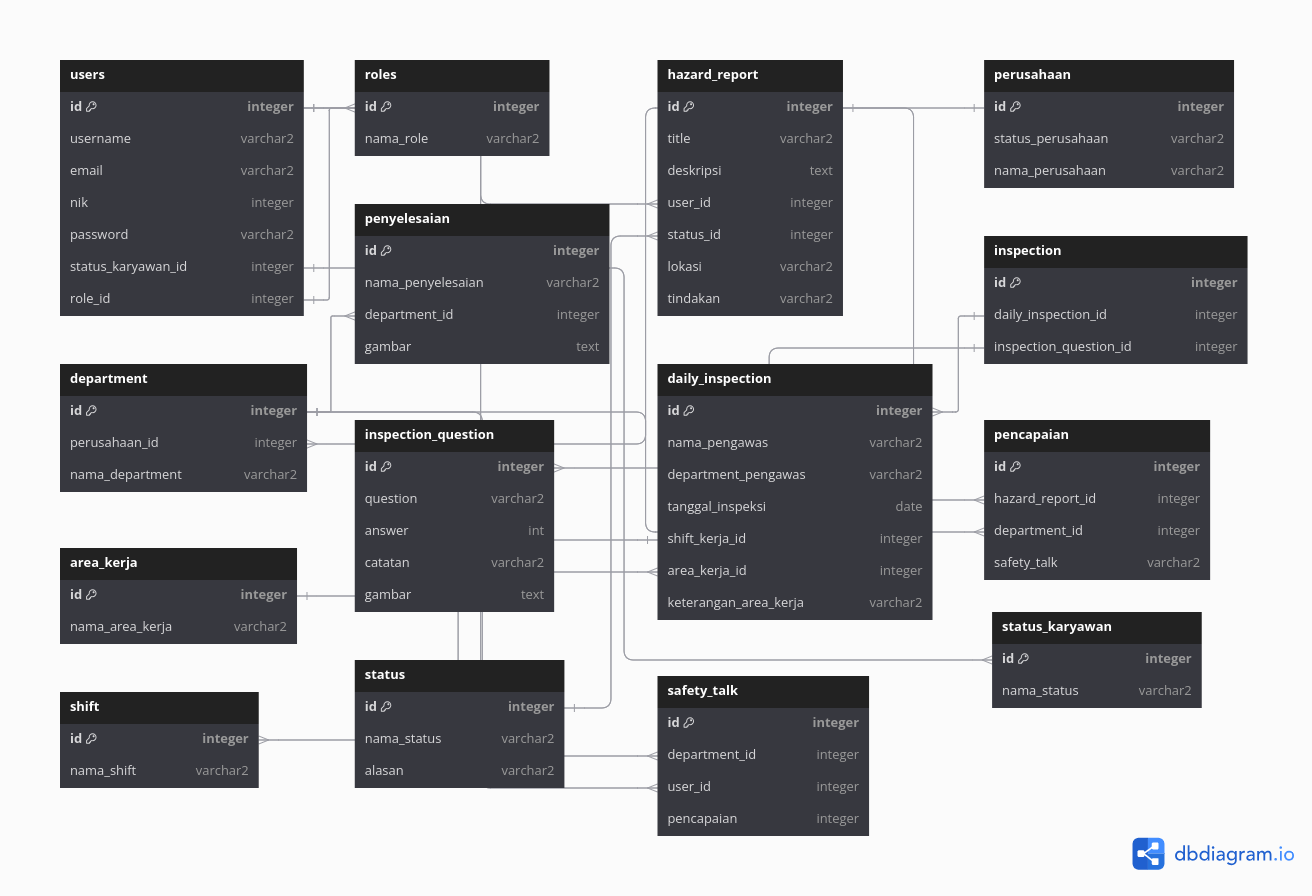 users
id integer
username varchar2
email varchar2
nik integer
password varchar2
status_karyawan_id integer
role_id integer
roles
id integer
nama_role varchar2
hazard_report
id integer
title varchar2
deskripsi text
user_id integer
status_id integer
lokasi varchar2
tindakan varchar2
perusahaan
id integer
status_perusahaan varchar2
nama_perusahaan varchar2
penyelesaian
id integer
nama_penyelesaian varchar2
department_id integer
gambar text
inspection
id integer
daily_inspection_id integer
inspection_question_id integer
department
id integer
perusahaan_id integer
nama_department varchar2
inspection_question
id integer
question varchar2
answer int
catatan varchar2
gambar text
daily_inspection
id integer
nama_pengawas varchar2
department_pengawas varchar2
tanggal_inspeksi date
shift_kerja_id integer
area_kerja_id integer
keterangan_area_kerja varchar2
pencapaian
id integer
hazard_report_id integer
department_id integer
safety_talk varchar2
area_kerja
id integer
nama_area_kerja varchar2
status_karyawan
id integer
nama_status varchar2
shift
id integer
nama_shift varchar2
status
id integer
nama_status varchar2
alasan varchar2
safety_talk
id integer
department_id integer
user_id integer
pencapaian integer
dbdiagram.io